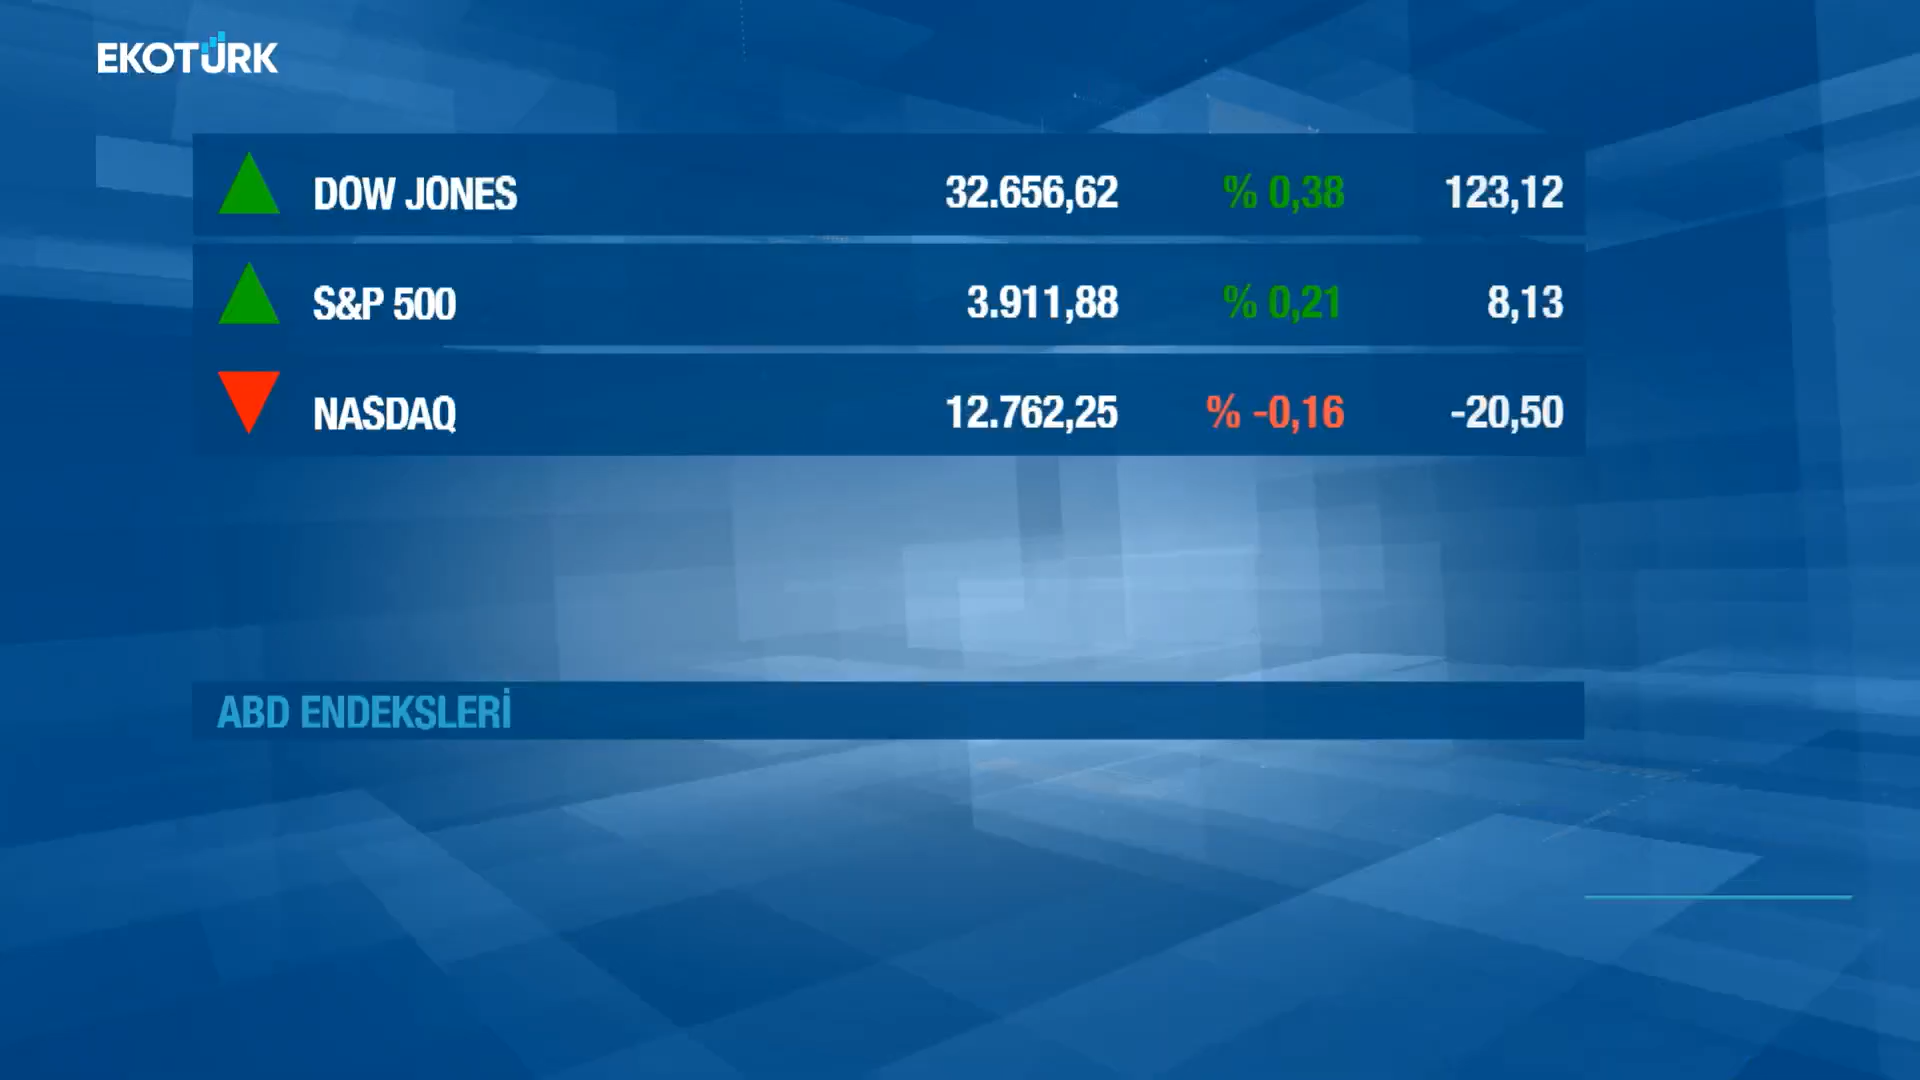 EKOTÜRK
DOW JONES 32.656,62 % 0,38 123,12
S&P 500 3.911,88 % 0,21 8,13
NASDAQ 12.762,25 % -0,16 -20,50
ABD ENDEKSLERİ